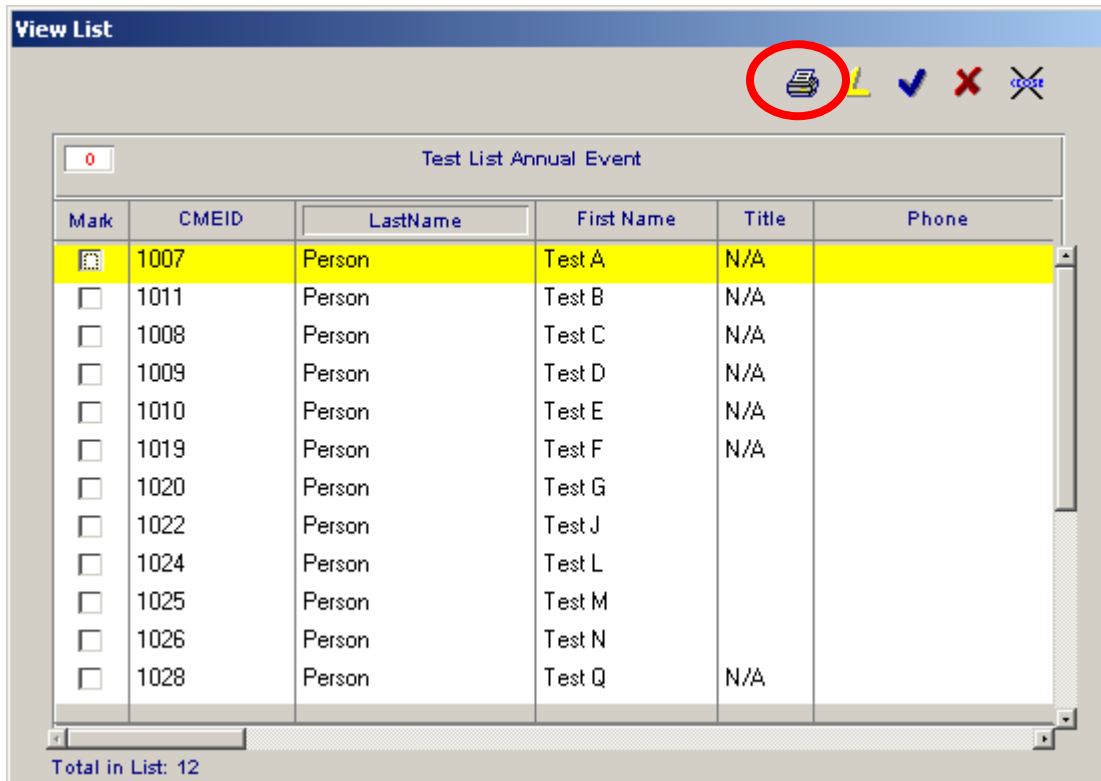 View List
CLOSE
0 Test List Annual Event
Mark CMEID LastName First Name Title Phone
1007 Person Test A N/A
1011 Person Test B N/A
1008 Person Test C N/A
1009 Person Test D N/A
1010 Person Test E N/A
1019 Person Test F N/A
1020 Person Test G
1022 Person Test J
1024 Person Test L
1025 Person Test M
1026 Person Test N
1028 Person Test Q N/A
Total in List: 12